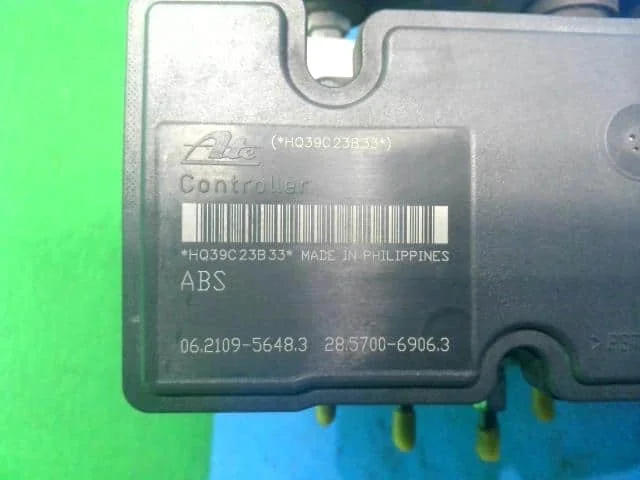 Ate (*HQ39C23B33*)
Controller
*HQ39C23B33* MADE IN PHILIPPINES
ABS
06.2109-5648.3 28.5700-6906.3